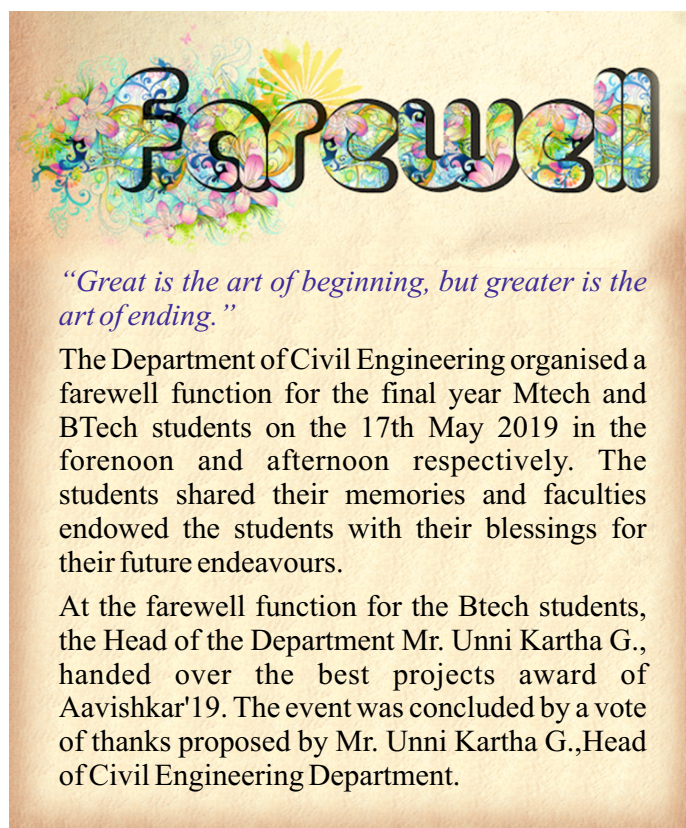 Farewell
“Great is the art of beginning, but greater is the
art of ending.”
The Department of Civil Engineering organised a
farewell function for the final year Mtech and
BTech students on the 17th May 2019 in the
forenoon and afternoon respectively. The
students shared their memories and faculties
endowed the students with their blessings for
their future endeavours.
At the farewell function for the Btech students,
the Head of the Department Mr. Unni Kartha G.,
handed over the best projects award of
Aavishkar'19. The event was concluded by a vote
of thanks proposed by Mr. Unni Kartha G.,Head
of Civil Engineering Department.